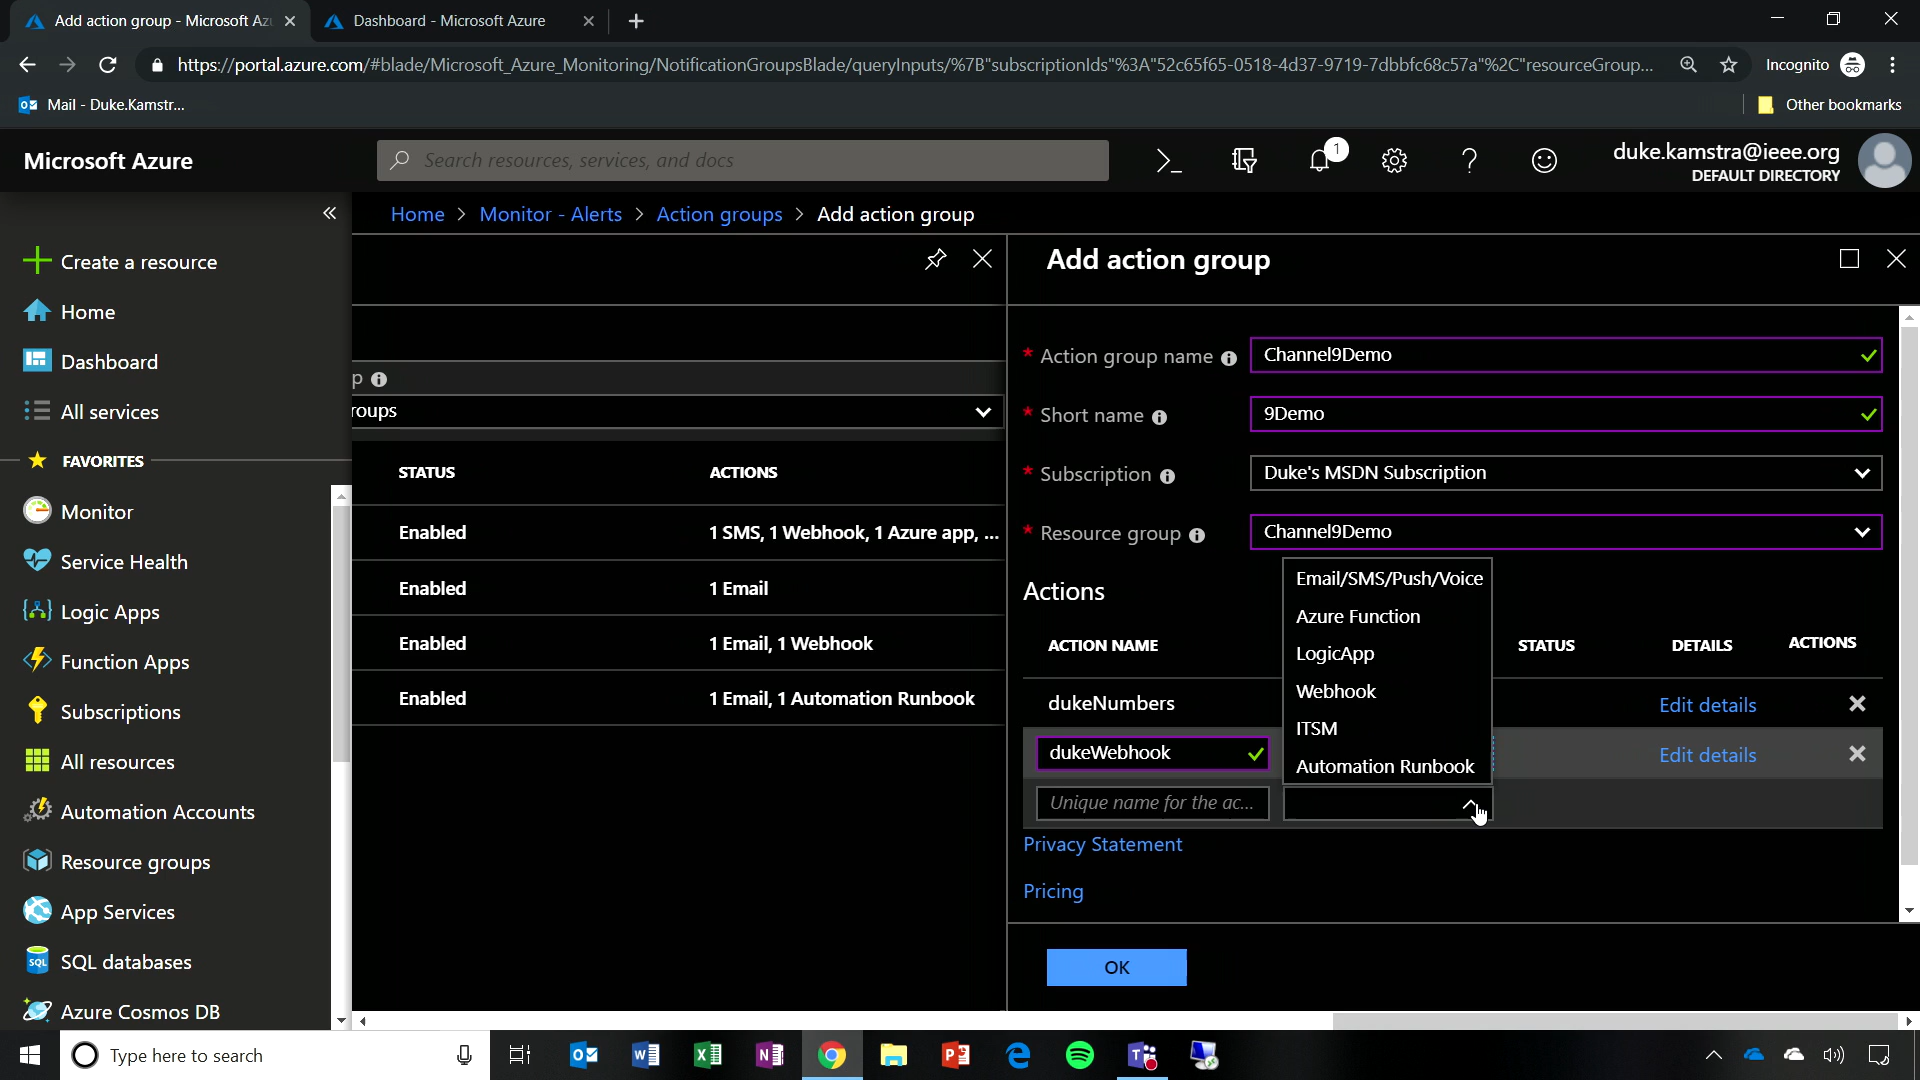 Add action group - Microsoft Az
Dashboard - Microsoft Azure
https://portal.azure.com/#blade/Microsoft_Azure_Monitoring/NotificationGroupsBlade/queryInputs/%7B"subscriptionIds"%3A"52c65f65-0518-4d37-9719-7dbbfc68c57a"%2C"resourceGroup...
Incognito
Mail - Duke.Kamstr...
Other bookmarks
Microsoft Azure
Search resources, services, and docs
1
duke.kamstra@ieee.org
DEFAULT DIRECTORY
Home > Monitor - Alerts > Action groups > Add action group
Create a resource
Home
Dashboard
All services
FAVORITES
Monitor
Service Health
Logic Apps
Function Apps
Subscriptions
All resources
Automation Accounts
Resource groups
App Services
SQL databases
Azure Cosmos DB
p
roups
STATUS ACTIONS
Enabled 1 SMS, 1 Webhook, 1 Azure app, ...
Enabled 1 Email
Enabled 1 Email, 1 Webhook
Enabled 1 Email, 1 Automation Runbook
Add action group
* Action group name Channel9Demo
* Short name 9Demo
* Subscription Duke's MSDN Subscription
* Resource group Channel9Demo
Actions
ACTION NAME STATUS DETAILS ACTIONS
dukeNumbers Edit details
dukeWebhook Edit details
Unique name for the ac...
Email/SMS/Push/Voice
Azure Function
LogicApp
Webhook
ITSM
Automation Runbook
Privacy Statement
Pricing
OK
Type here to search